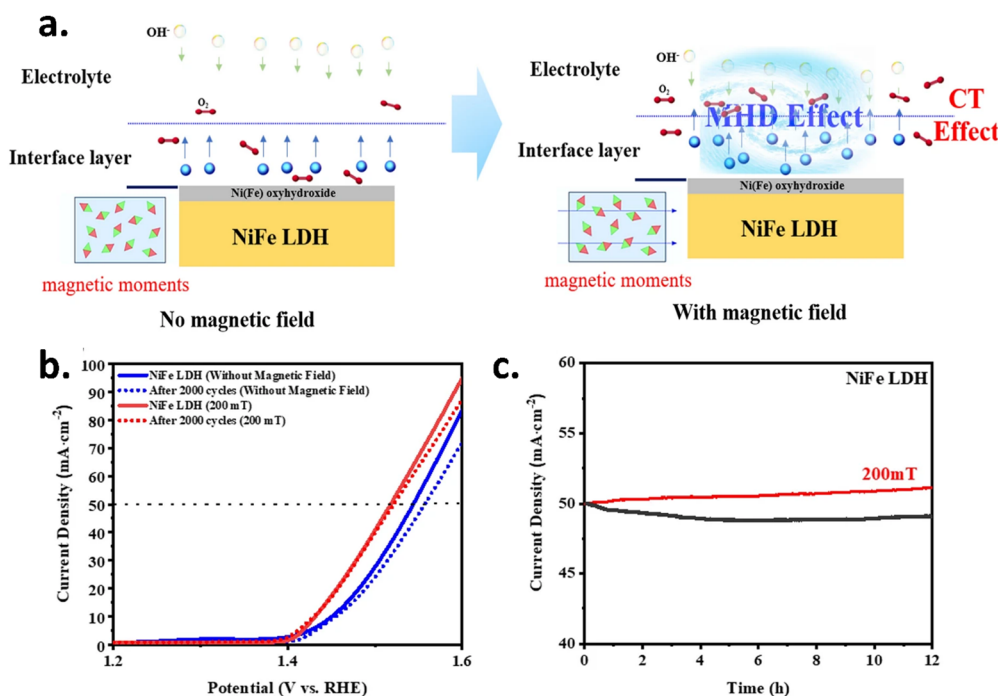 a.
OH⁻
Electrolyte
O₂
Interface layer
Ni(Fe) oxyhydroxide
NiFe LDH
magnetic moments
No magnetic field
OH⁻
Electrolyte
O₂
MHD Effect
CT
Effect
Interface layer
Ni(Fe) oxyhydroxide
NiFe LDH
magnetic moments
With magnetic field
b.
NiFe LDH (Without Magnetic Field)
After 2000 cycles (Without Magnetic Field)
NiFe LDH (200 mT)
After 2000 cycles (200 mT)
Current Density (mA·cm⁻²)
100
90
80
70
60
50
40
30
20
10
0
1.2
1.4
1.6
Potential (V vs. RHE)
c.
NiFe LDH
200mT
Current Density (mA·cm⁻²)
60
55
50
45
40
0
2
4
6
8
10
12
Time (h)